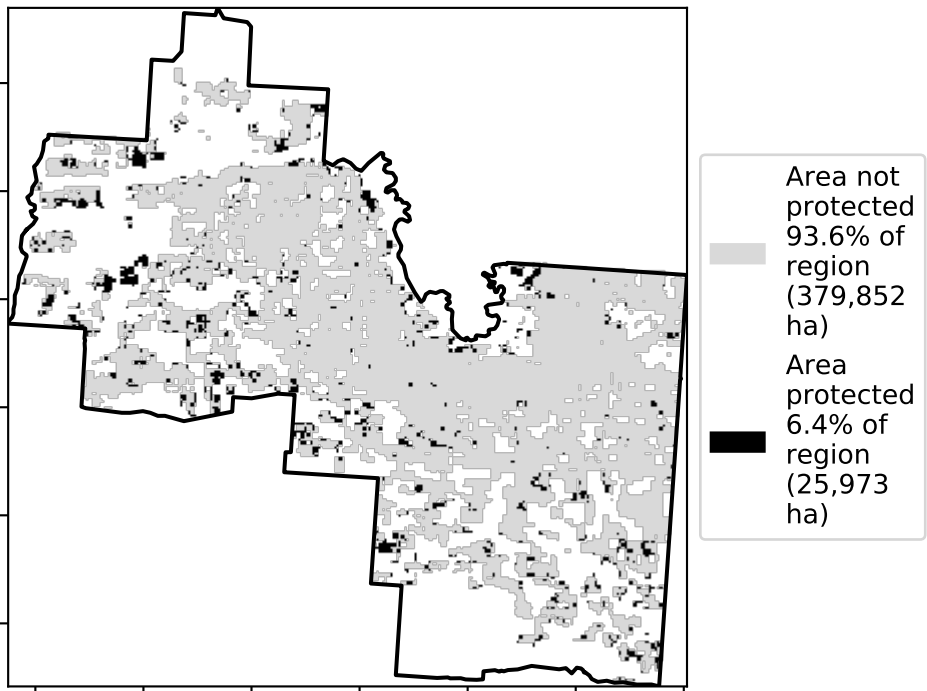 Area not
protected
93.6% of
region
(379,852
ha)
Area
protected
6.4% of
region
(25,973
ha)